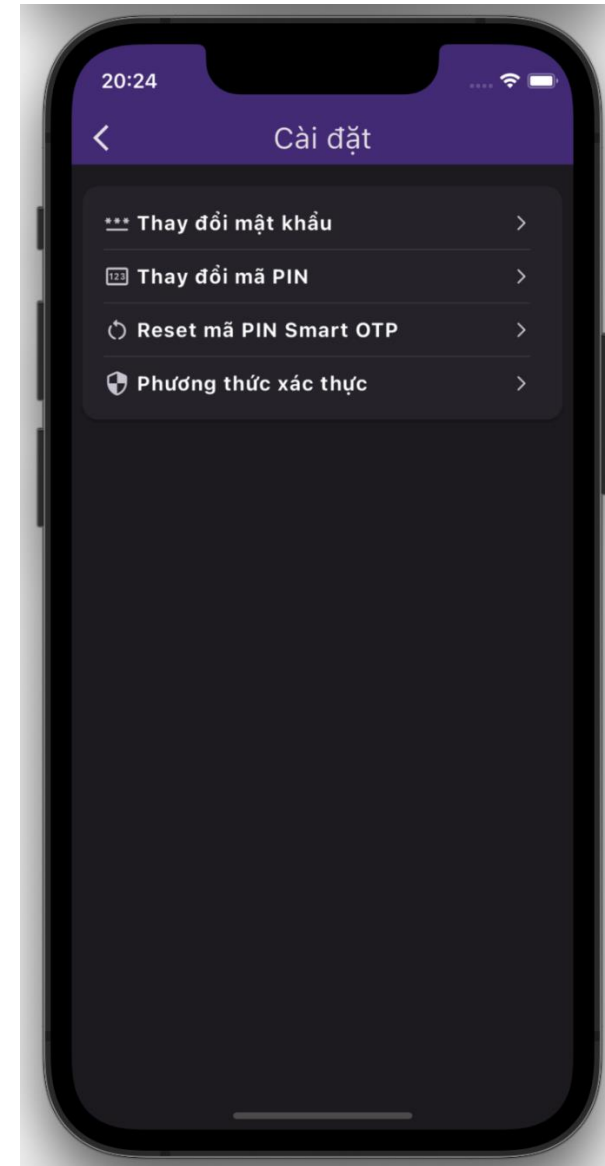 20:24
Cài đặt
*** Thay đổi mật khẩu
123 Thay đổi mã PIN
Reset mã PIN Smart OTP
Phương thức xác thực